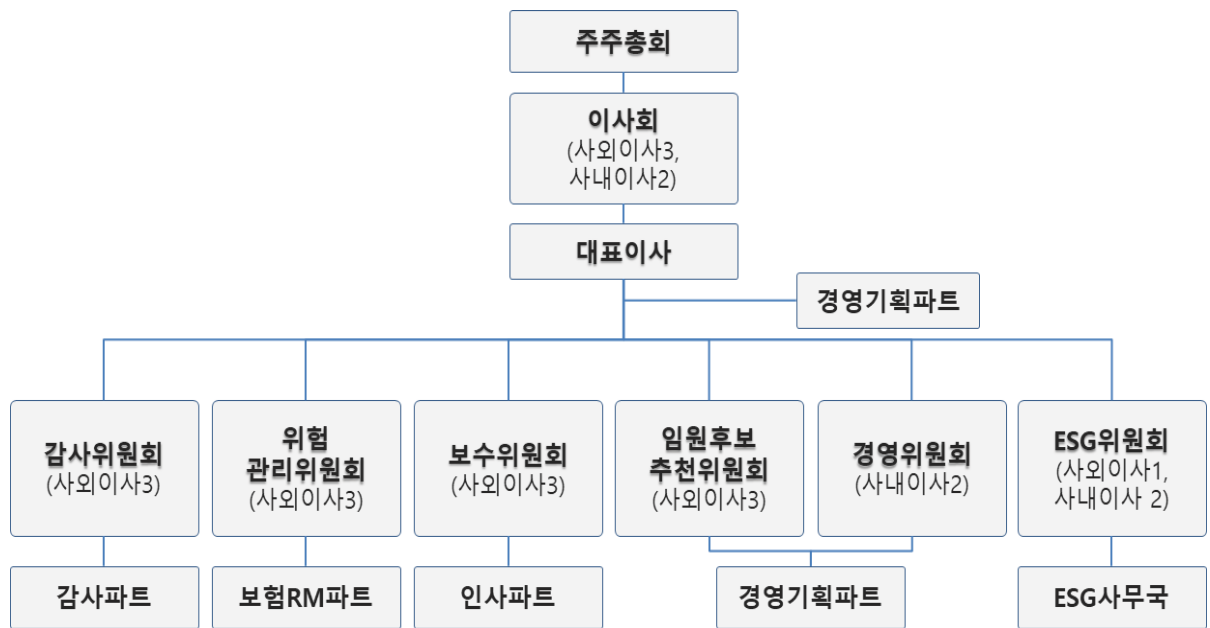 주주총회
이사회
(사외이사3,
사내이사2)
대표이사
경영기획파트
감사위원회
(사외이사3)
위험
관리위원회
(사외이사3)
보수위원회
(사외이사3)
임원후보
추천위원회
(사외이사3)
경영위원회
(사내이사2)
ESG위원회
(사외이사1,
사내이사 2)
감사파트
보험RM파트
인사파트
경영기획파트
ESG사무국